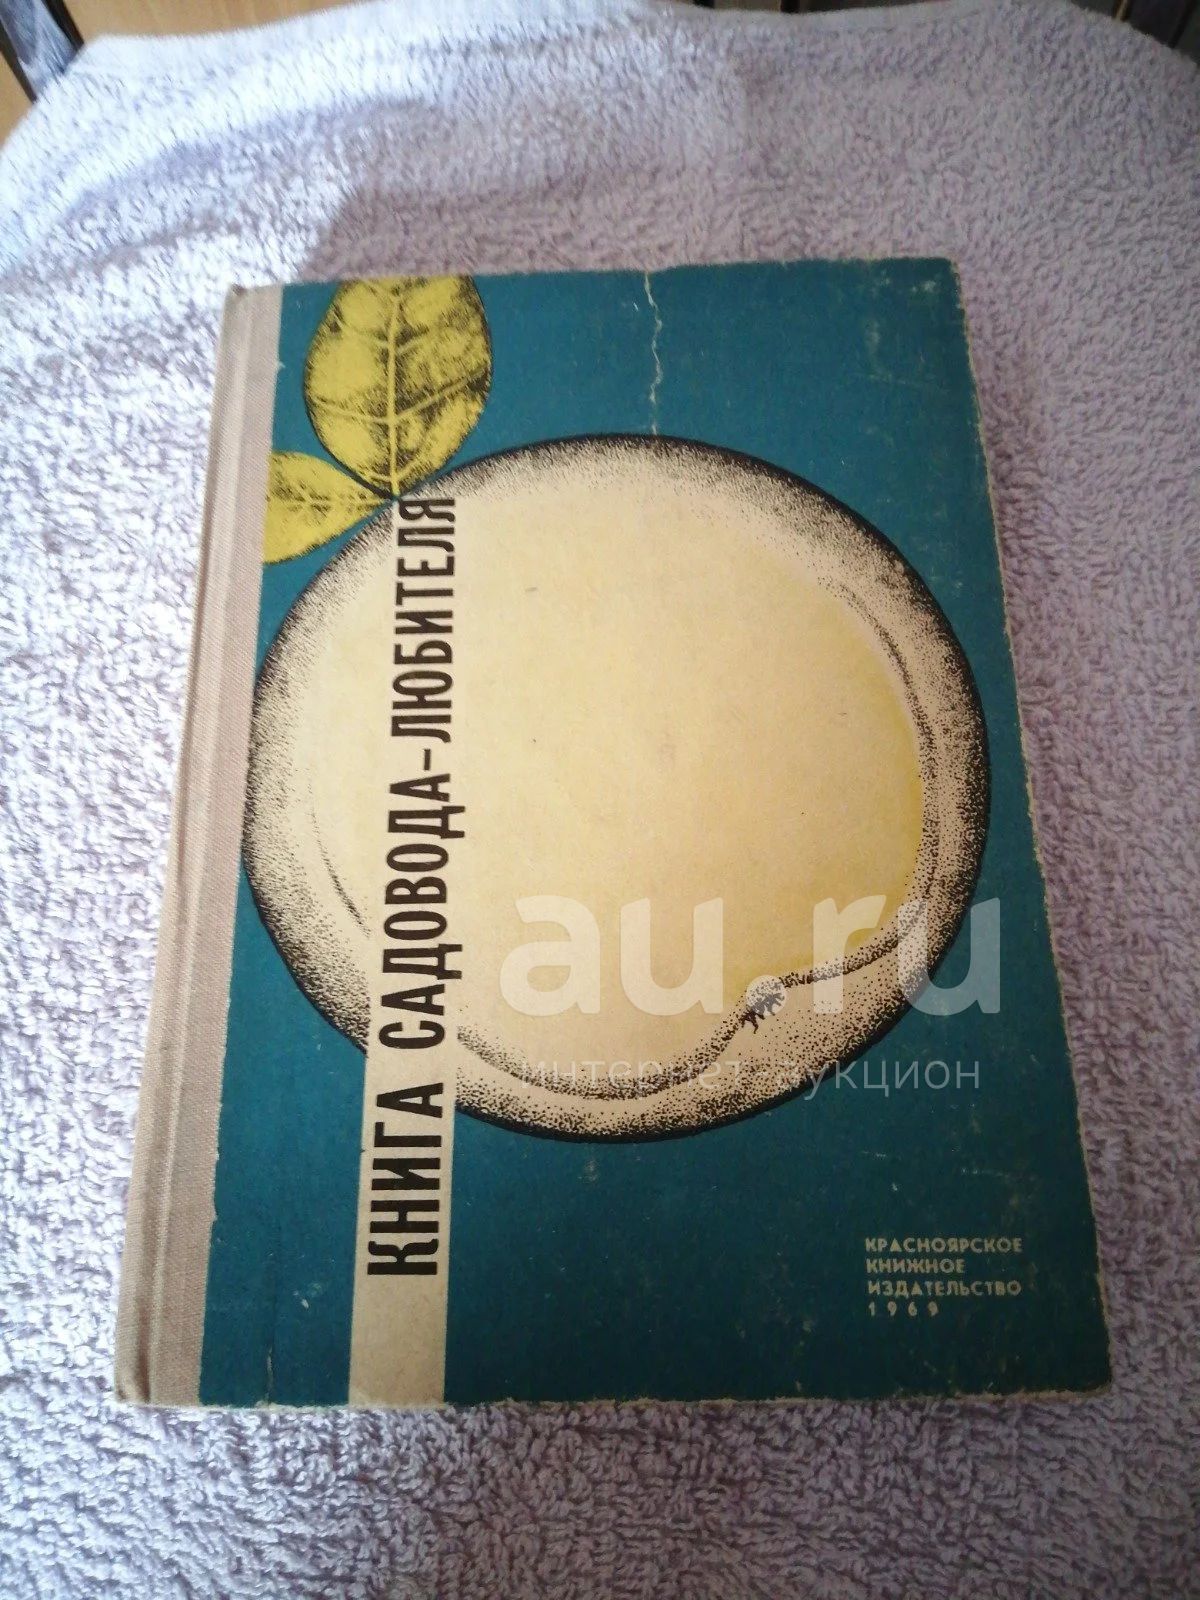 КНИГА САДОВОДА-ЛЮБИТЕЛЯ
au.ru
интернет-аукцион
КРАСНОЯРСКОЕ
КНИЖНОЕ
ИЗДАТЕЛЬСТВО
1969